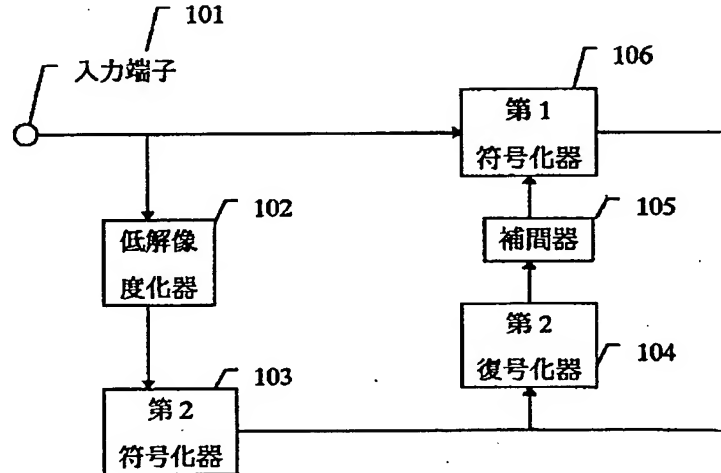 101
入力端子
106
第1
符号化器
102
低解像
度化器
105
補間器
第2
復号化器
104
103
第2
符号化器